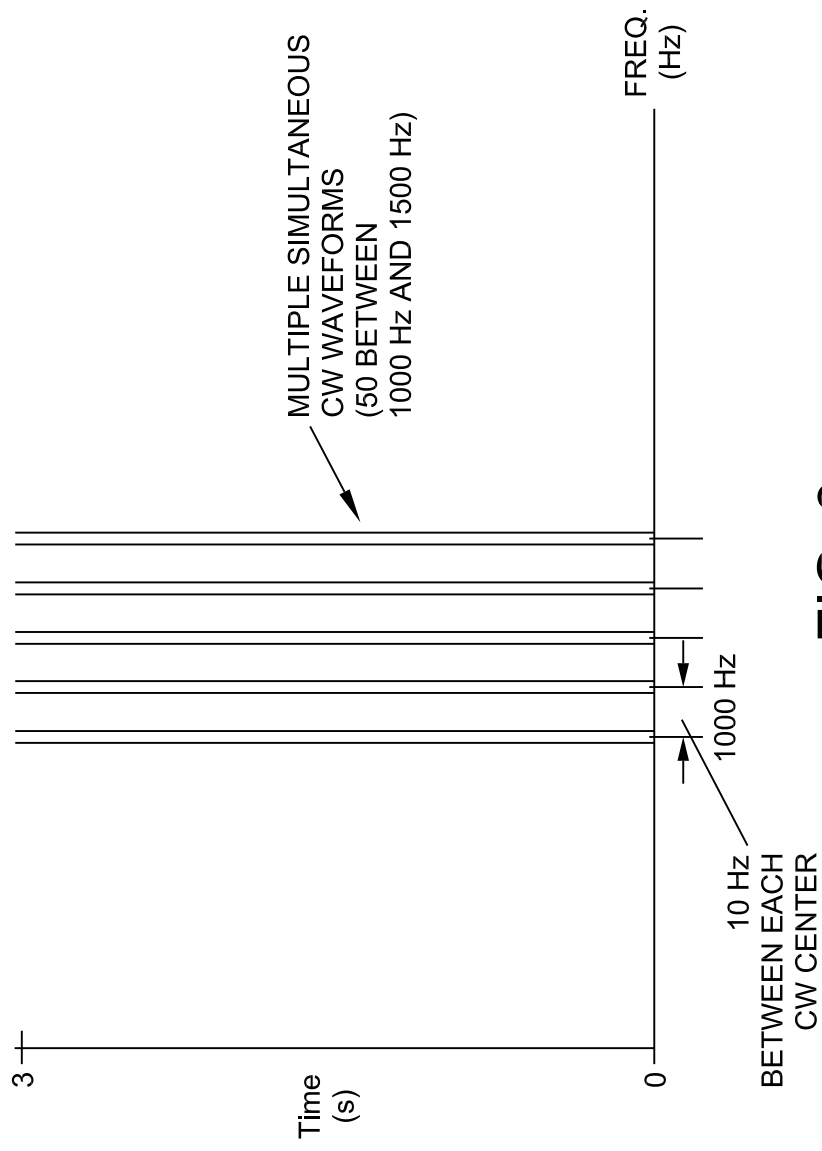 3
Time
(s)
0
MULTIPLE SIMULTANEOUS
CW WAVEFORMS
(50 BETWEEN
1000 Hz AND 1500 Hz)
FREQ.
(Hz)
1000 Hz
10 Hz
BETWEEN EACH
CW CENTER